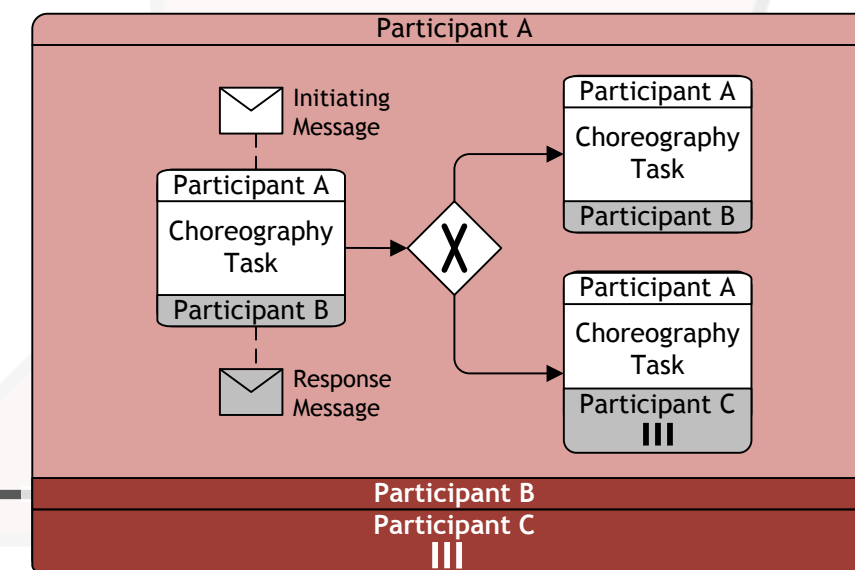 Participant A
Initiating
Message
Participant A
Choreography
Task
Participant B
Response
Message
Participant A
Choreography
Task
Participant B
Participant A
Choreography
Task
Participant C
Participant B
Participant C